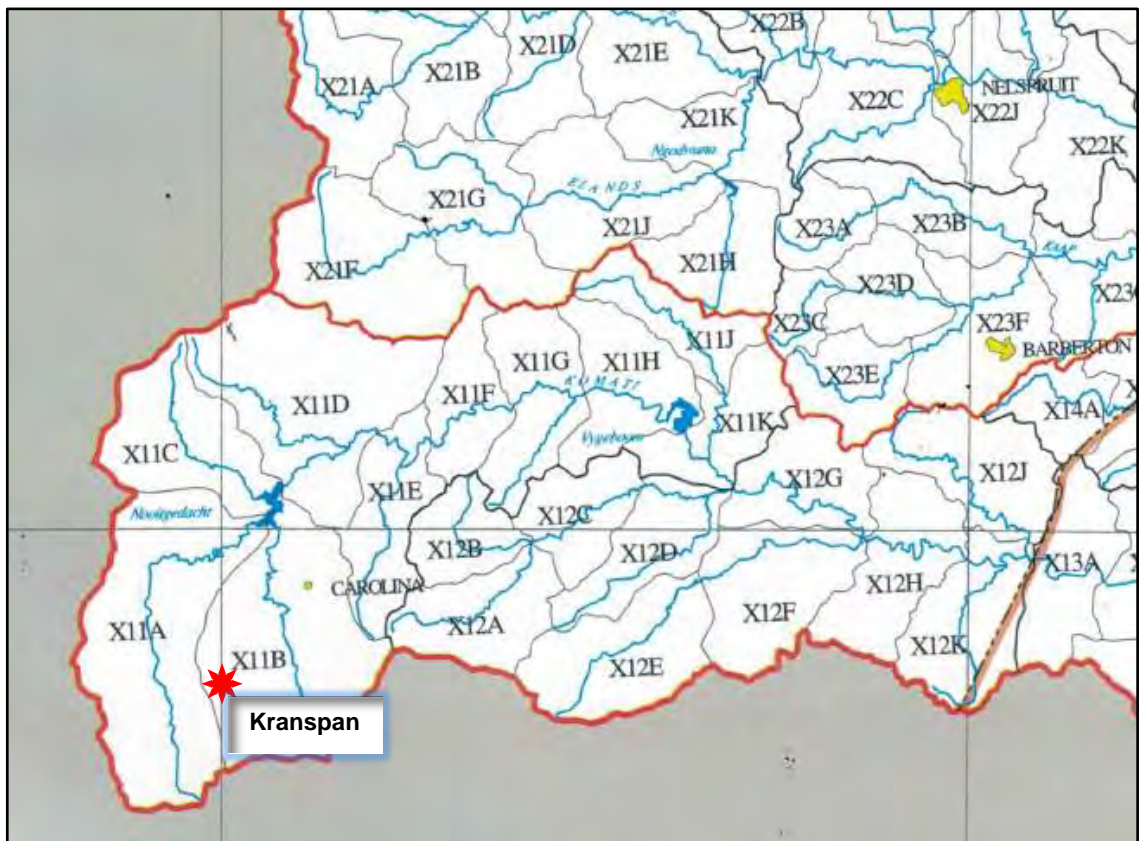 X22B
X21D
X21E
X21B
X21A
NELSPRUIT
X22C
X22J
X21K
X22K
Ngodwana
ELANDS
X21G
X23B
X21J
X23A
KAAP
X21H
X21F
X23D
X23C
X23F
X11J
X11G
X11H
BARBERTON
X23E
KOMATI
X11F
X11D
X14A
X11K
Vygeboom
X11C
X12G
X12J
X11E
Nooitgedacht
X12C
X12B
X12D
X13A
X12H
CAROLINA
X12F
X11A
X12A
X11B
X12E
X12K
Kranspan